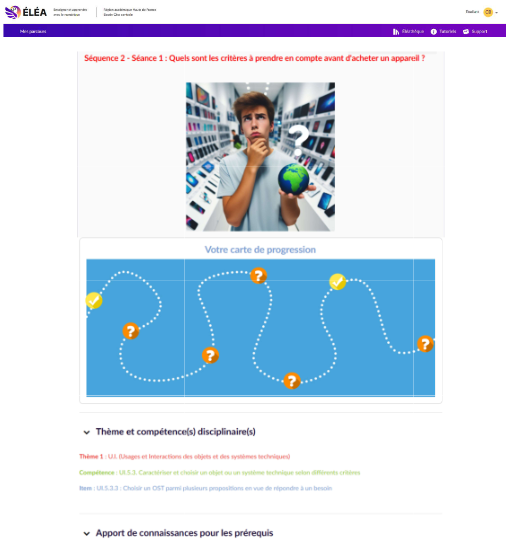 ÉLÉA
Mes parcours
Éléathèque
Tutoriels
Support
Séquence 2 - Séance 1 : Quels sont les critères à prendre en compte avant d'acheter un appareil ?
Votre carte de progression
Thème et compétence(s) disciplinaire(s)
Thème 1 : U.I. (Usages et Interactions des objets et des systèmes techniques)
Compétence : UI.5.3. Caractériser et choisir un objet ou un système technique selon différents critères
Item : UI.5.3.3 : Choisir un OST parmi plusieurs propositions en vue de répondre à un besoin
Apport de connaissances pour les prérequis